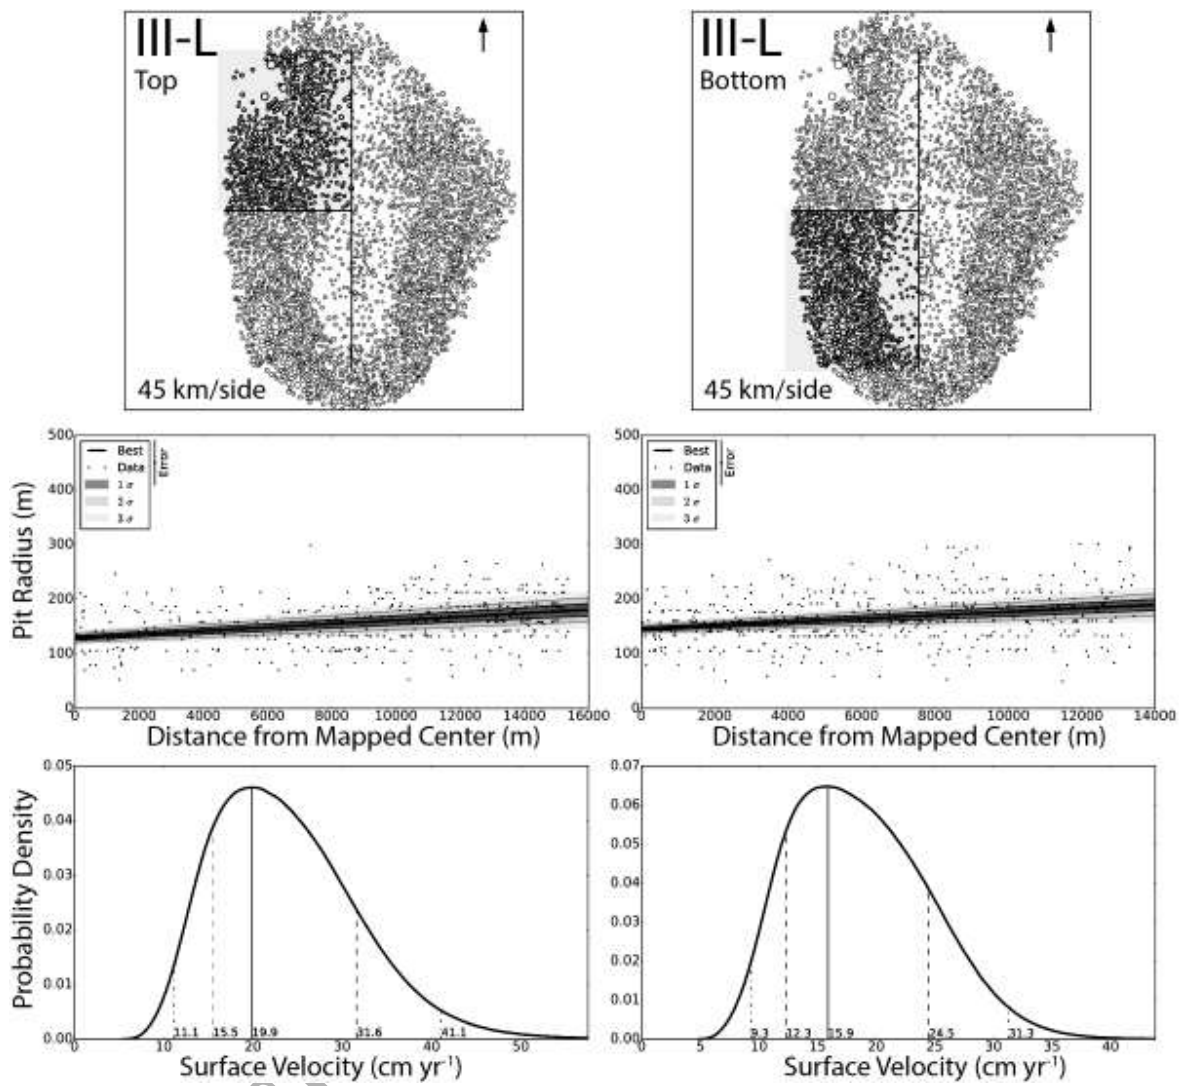 III-L
Top
45 km/side
III-L
Bottom
45 km/side
Pit Radius (m)
500
400
300
200
100
0
Best
Data
1 σ
2 σ
3 σ
Error
0 2000 4000 6000 8000 10000 12000 14000 16000
Distance from Mapped Center (m)
500
400
300
200
100
0
Best
Data
1 σ
2 σ
3 σ
Error
0 2000 4000 6000 8000 10000 12000 14000
Distance from Mapped Center (m)
Probability Density
0.05
0.04
0.03
0.02
0.01
0.00
11.1 15.5 19.9 31.6 41.1
0 10 20 30 40 50
Surface Velocity (cm yr-1)
0.07
0.06
0.05
0.04
0.03
0.02
0.01
0.00
9.3 12.3 15.9 24.5 31.3
0 5 10 15 20 25 30 35 40
Surface Velocity (cm yr-1)